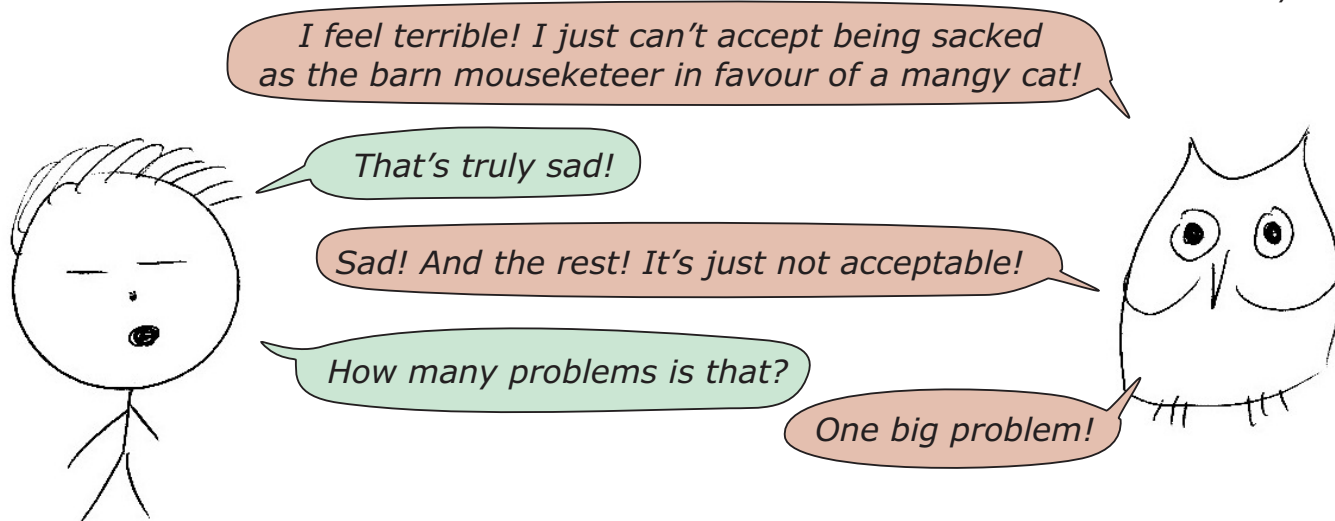 I feel terrible! I just can’t accept being sacked
as the barn mouseketeer in favour of a mangy cat!
That’s truly sad!
Sad! And the rest! It’s just not acceptable!
How many problems is that?
One big problem!